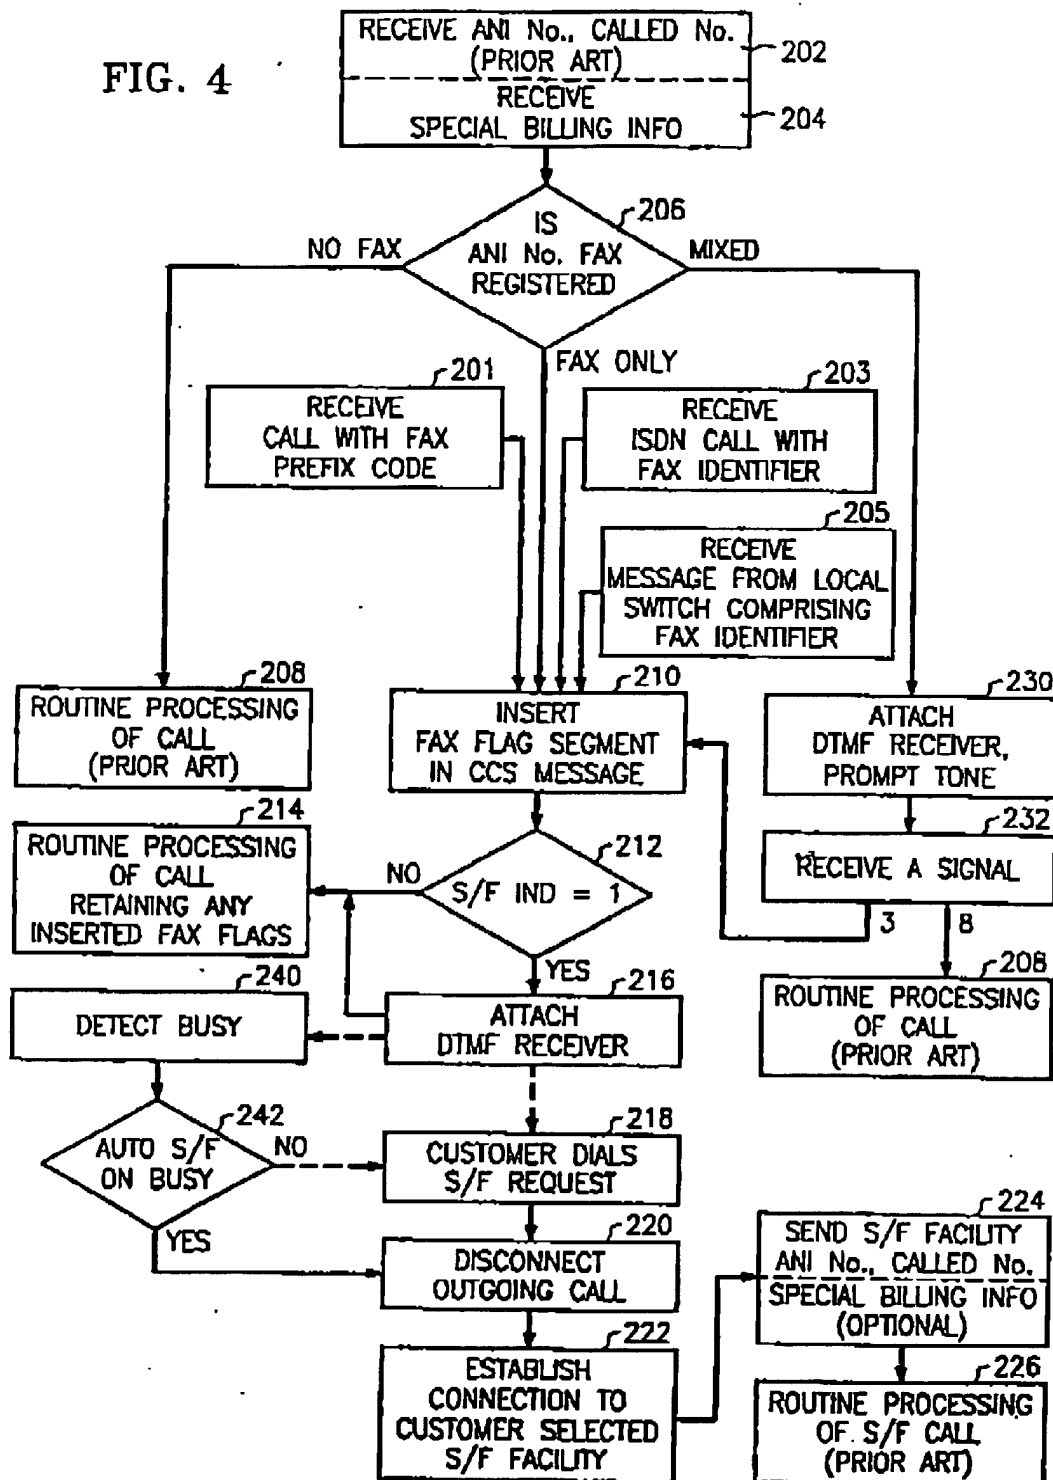 FIG. 4
RECEIVE ANI No., CALLED No.
(PRIOR ART)
202
RECEIVE
SPECIAL BILLING INFO
204
IS
ANI No. FAX
REGISTERED
206
NO FAX
MIXED
FAX ONLY
201
RECEIVE
CALL WITH FAX
PREFIX CODE
203
RECEIVE
ISDN CALL WITH
FAX IDENTIFIER
205
RECEIVE
MESSAGE FROM LOCAL
SWITCH COMPRISING
FAX IDENTIFIER
208
ROUTINE PROCESSING
OF CALL
(PRIOR ART)
210
INSERT
FAX FLAG SEGMENT
IN CCS MESSAGE
230
ATTACH
DTMF RECEIVER,
PROMPT TONE
214
ROUTINE PROCESSING
OF CALL
RETAINING ANY
INSERTED FAX FLAGS
212
S/F IND = 1
NO
YES
232
RECEIVE A SIGNAL
3
8
208
ROUTINE PROCESSING
OF CALL
(PRIOR ART)
240
DETECT BUSY
216
ATTACH
DTMF RECEIVER
242
AUTO S/F
ON BUSY
NO
YES
218
CUSTOMER DIALS
S/F REQUEST
220
DISCONNECT
OUTGOING CALL
222
ESTABLISH
CONNECTION TO
CUSTOMER SELECTED
S/F FACILITY
224
SEND S/F FACILITY
ANI No., CALLED No.
SPECIAL BILLING INFO
(OPTIONAL)
226
ROUTINE PROCESSING
OF S/F CALL
(PRIOR ART)